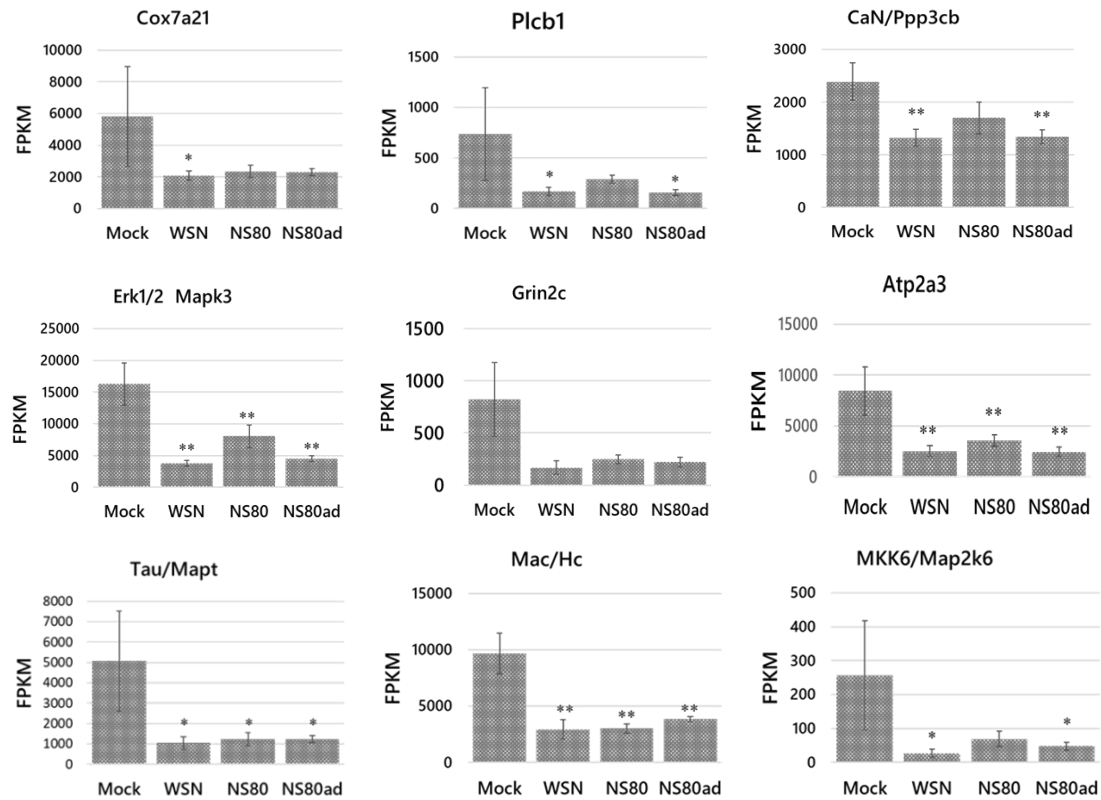 Cox7a21
10000
8000
6000
4000
2000
0
FPKM
*
Mock WSN NS80 NS80ad
Plcb1
1500
1000
500
0
FPKM
* *
Mock WSN NS80 NS80ad
CaN/Ppp3cb
3000
2000
1000
0
FPKM
** **
Mock WSN NS80 NS80ad
Erk1/2 Mapk3
25000
20000
15000
10000
5000
0
FPKM
** ** **
Mock WSN NS80 NS80ad
Grin2c
1500
1000
500
0
FPKM
Mock WSN NS80 NS80ad
Atp2a3
15000
10000
5000
0
FPKM
** ** **
Mock WSN NS80 NS80ad
Tau/Mapt
8000
7000
6000
5000
4000
3000
2000
1000
0
FPKM
* * *
Mock WSN NS80 NS80ad
Mac/Hc
15000
10000
5000
0
FPKM
** ** **
Mock WSN NS80 NS80ad
MKK6/Map2k6
500
400
300
200
100
0
FPKM
* *
Mock WSN NS80 NS80ad